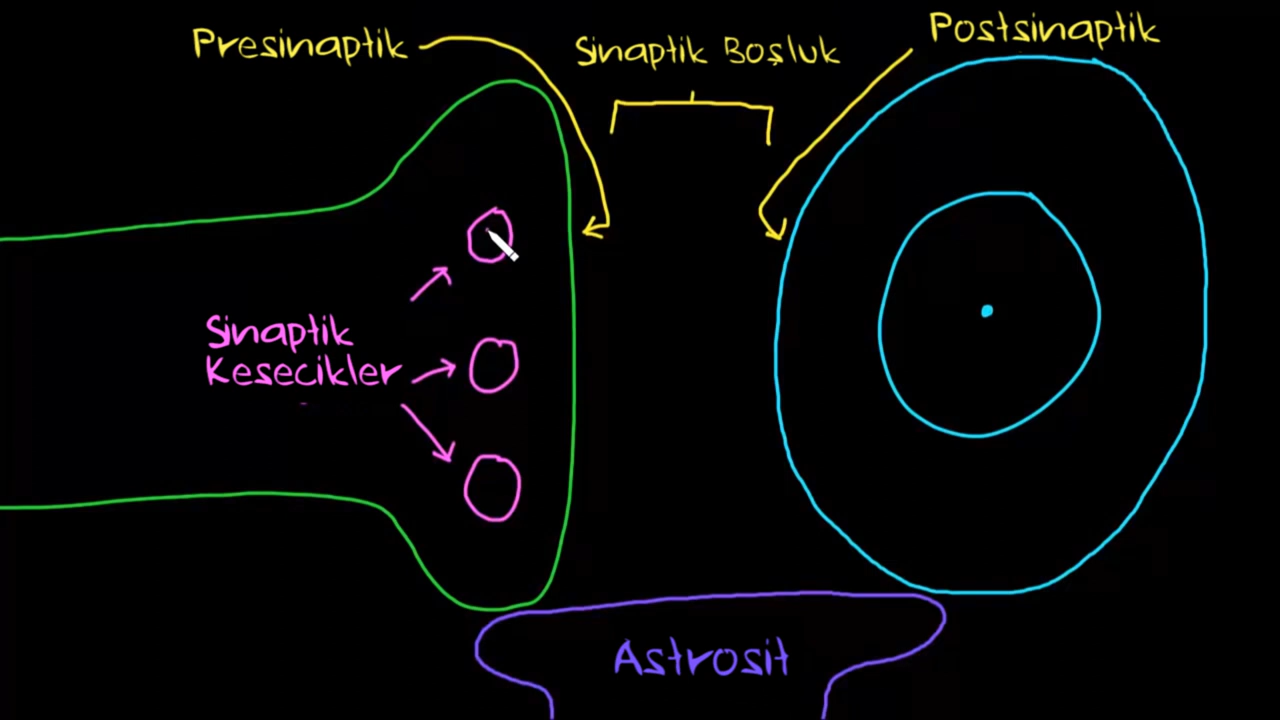 Presinaptik
Sinaptik Boşluk
Postsinaptik
Sinaptik
Kesecikler
Astrosit